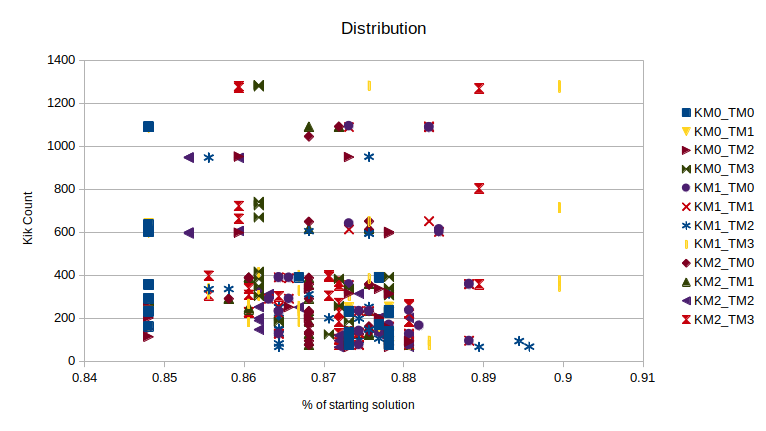 Distribution
1400
1200
1000
800
600
400
200
0
Kik Count
0.84 0.85 0.86 0.87 0.88 0.89 0.9 0.91
% of starting solution
KM0_TM0
KM0_TM1
KM0_TM2
KM0_TM3
KM1_TM0
KM1_TM1
KM1_TM2
KM1_TM3
KM2_TM0
KM2_TM1
KM2_TM2
KM2_TM3